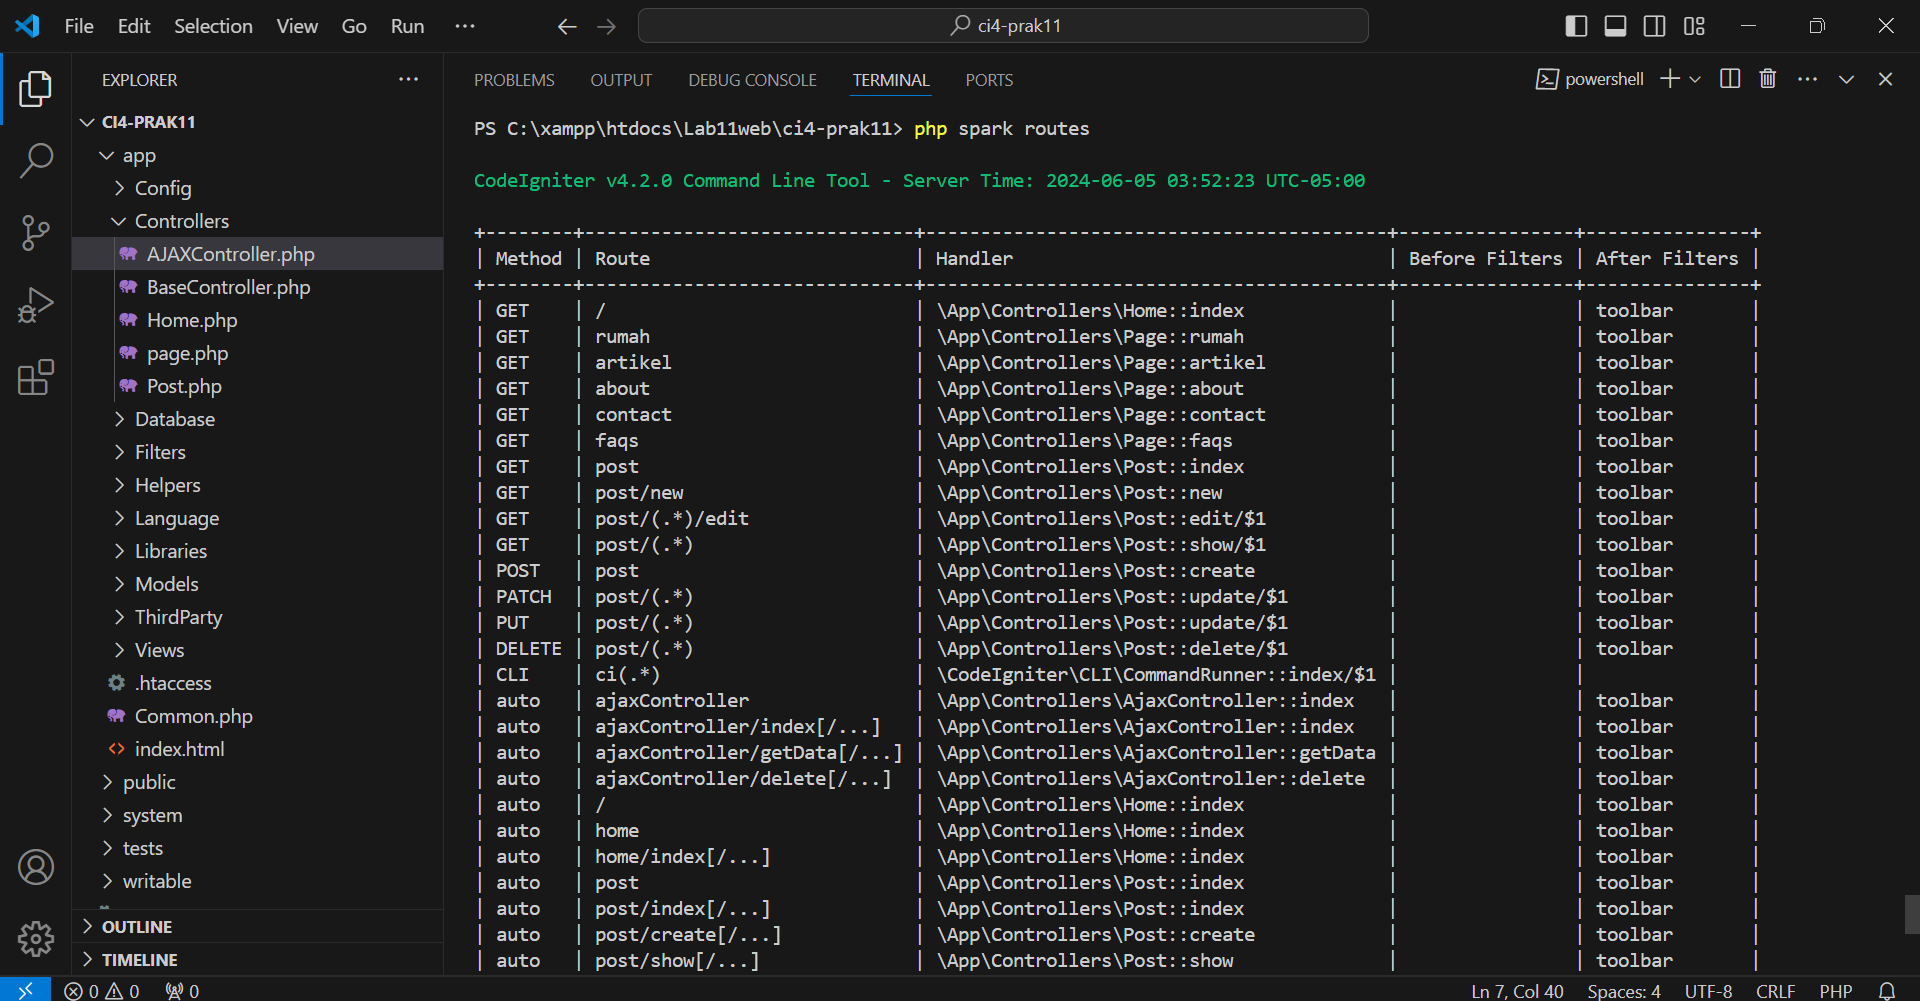 File Edit Selection View Go Run ··· ci4-prak11
EXPLORER ···
CI4-PRAK11
app
Config
Controllers
AJAXController.php
BaseController.php
Home.php
page.php
Post.php
Database
Filters
Helpers
Language
Libraries
Models
ThirdParty
Views
.htaccess
Common.php
index.html
public
system
tests
writable
OUTLINE
TIMELINE
PROBLEMS OUTPUT DEBUG CONSOLE TERMINAL PORTS powershell ···
PS C:\xampp\htdocs\Lab11web\ci4-prak11> php spark routes
CodeIgniter v4.2.0 Command Line Tool - Server Time: 2024-06-05 03:52:23 UTC-05:00
+--------+------------------------------+------------------------------------------+----------------+---------------+
| Method | Route | Handler | Before Filters | After Filters |
+--------+------------------------------+------------------------------------------+----------------+---------------+
| GET | / | \App\Controllers\Home::index | | toolbar |
| GET | rumah | \App\Controllers\Page::rumah | | toolbar |
| GET | artikel | \App\Controllers\Page::artikel | | toolbar |
| GET | about | \App\Controllers\Page::about | | toolbar |
| GET | contact | \App\Controllers\Page::contact | | toolbar |
| GET | faqs | \App\Controllers\Page::faqs | | toolbar |
| GET | post | \App\Controllers\Post::index | | toolbar |
| GET | post/new | \App\Controllers\Post::new | | toolbar |
| GET | post/(.*)/edit | \App\Controllers\Post::edit/$1 | | toolbar |
| GET | post/(.*) | \App\Controllers\Post::show/$1 | | toolbar |
| POST | post | \App\Controllers\Post::create | | toolbar |
| PATCH | post/(.*) | \App\Controllers\Post::update/$1 | | toolbar |
| PUT | post/(.*) | \App\Controllers\Post::update/$1 | | toolbar |
| DELETE | post/(.*) | \App\Controllers\Post::delete/$1 | | toolbar |
| CLI | ci(.*) | \CodeIgniter\CLI\CommandRunner::index/$1 | | |
| auto | ajaxController | \App\Controllers\AjaxController::index | | toolbar |
| auto | ajaxController/index[/...] | \App\Controllers\AjaxController::index | | toolbar |
| auto | ajaxController/getData[/...] | \App\Controllers\AjaxController::getData | | toolbar |
| auto | ajaxController/delete[/...] | \App\Controllers\AjaxController::delete | | toolbar |
| auto | / | \App\Controllers\Home::index | | toolbar |
| auto | home | \App\Controllers\Home::index | | toolbar |
| auto | home/index[/...] | \App\Controllers\Home::index | | toolbar |
| auto | post | \App\Controllers\Post::index | | toolbar |
| auto | post/index[/...] | \App\Controllers\Post::index | | toolbar |
| auto | post/create[/...] | \App\Controllers\Post::create | | toolbar |
| auto | post/show[/...] | \App\Controllers\Post::show | | toolbar |
0 0 0 Ln 7, Col 40 Spaces: 4 UTF-8 CRLF PHP